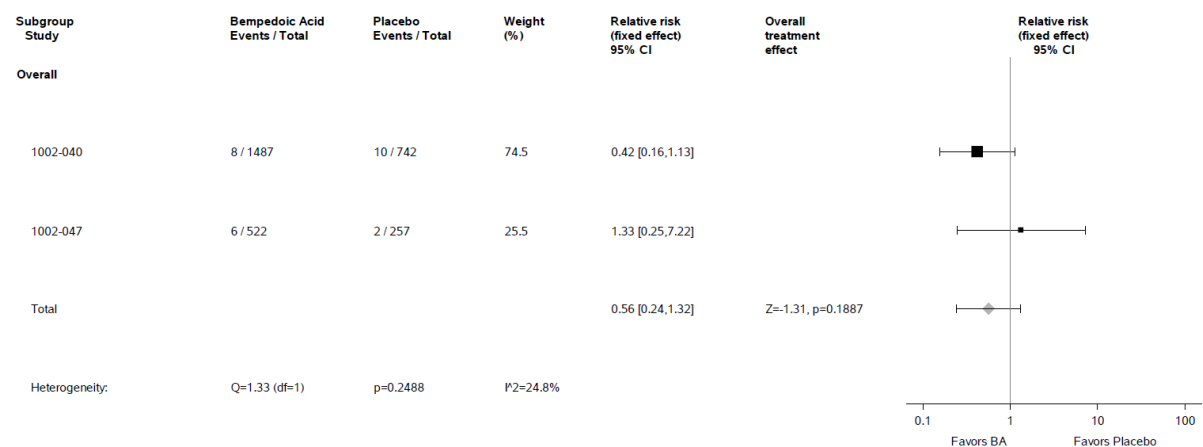 Subgroup Bempedoic Acid Placebo Weight Relative risk Overall Relative risk
Study Events / Total Events / Total (%) (fixed effect) treatment (fixed effect)
95% CI effect 95% CI
Overall
1002-040 8 / 1487 10 / 742 74.5 0.42 [0.16,1.13]
1002-047 6 / 522 2 / 257 25.5 1.33 [0.25,7.22]
Total 0.56 [0.24,1.32] Z=-1.31, p=0.1887
Heterogeneity: Q=1.33 (df=1) p=0.2488 I^2=24.8%
0.1 1 10 100
Favors BA Favors Placebo